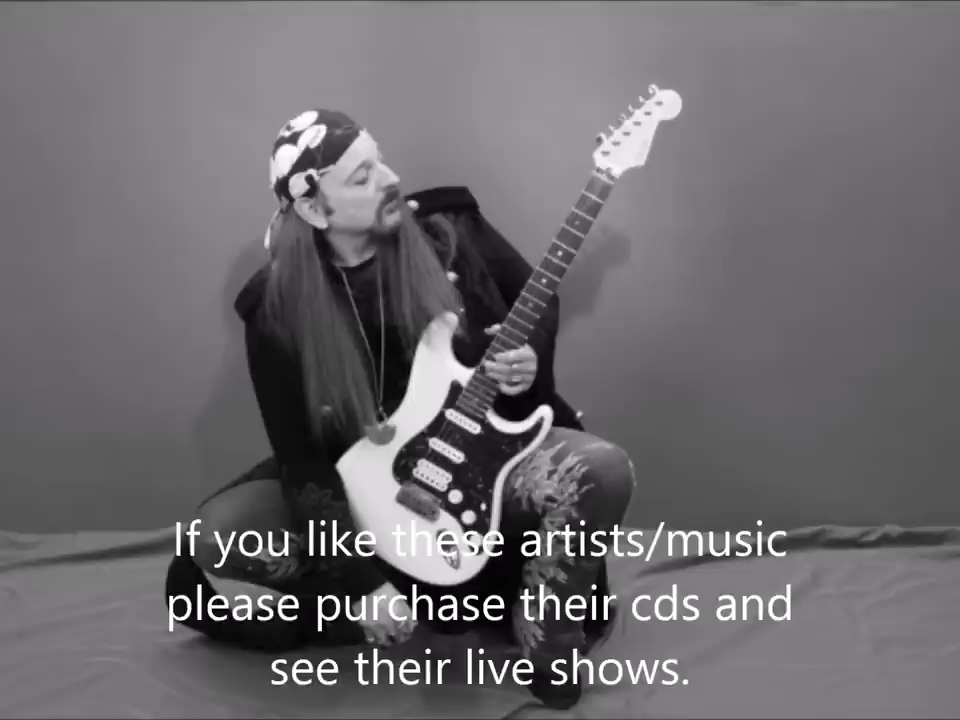 If you like these artists/music
please purchase their cds and
see their live shows.